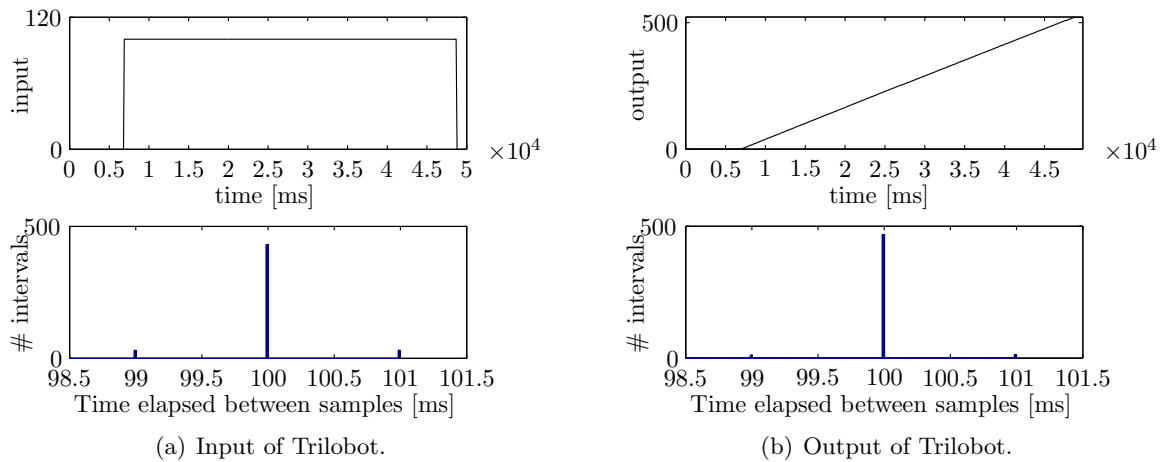 120
input
0
0 0.5 1 1.5 2 2.5 3 3.5 4 4.5 5
×10⁴
time [ms]
500
# intervals
0
98.5 99 99.5 100 100.5 101 101.5
Time elapsed between samples [ms]
(a) Input of Trilobot.
500
output
0
0 0.5 1 1.5 2 2.5 3 3.5 4 4.5
×10⁴
time [ms]
500
# intervals
0
98.5 99 99.5 100 100.5 101 101.5
Time elapsed between samples [ms]
(b) Output of Trilobot.